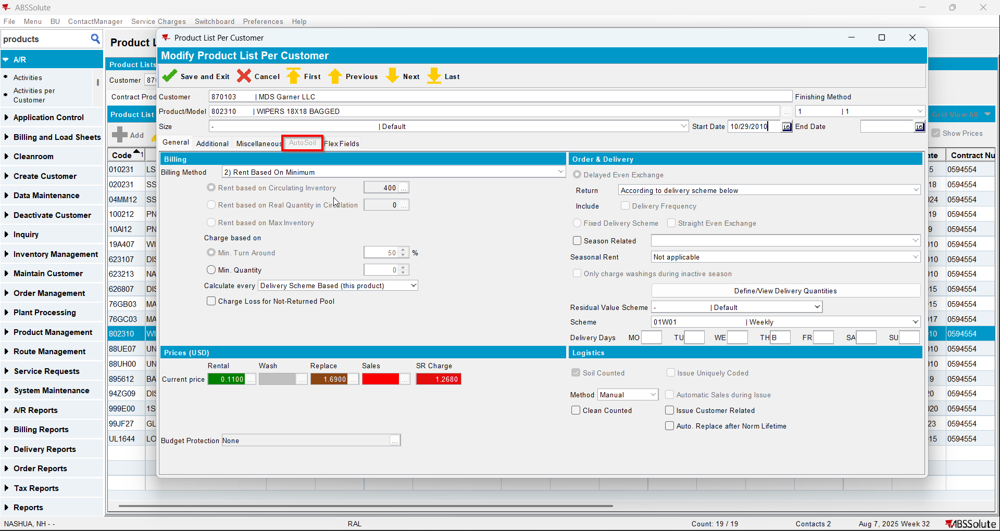 ABSSolute
File Menu BU ContactManager Service Charges Switchboard Preferences Help
products
Product L
Product List Per Customer
Modify Product List Per Customer
Save and Exit Cancel First Previous Next Last
A/R
Activities
Activities per
Customer
Application Control
Billing and Load Sheets
Cleanroom
Create Customer
Data Maintenance
Deactivate Customer
Inquiry
Inventory Management
Maintain Customer
Order Management
Plant Processing
Product Management
Route Management
Service Requests
System Maintenance
A/R Reports
Billing Reports
Delivery Reports
Order Reports
Tax Reports
Reports
Product Lists
Customer 870
Contract Prod
Product List
Grid View All
Add
Show Prices
Code 1
ate Contract Nu
010231 LS 5 0594554
020231 SS 18 0594554
04MM12 SS 024 0594554
100212 PN 19 0594554
10AI12 PN 9 0594554
19A407 WI 010 0594554
623107 DIS 010 0594554
623213 NA 010 0594554
626807 DIS 15 0594554
76GB03 MA 15 0594554
76GC03 MA 17 0594554
802310 WI 10 0594554
88UE07 UN 010 0594554
88UH00 UN 010 0594554
895612 BA 9 0594554
94ZG09 DIS 20 0594554
999E00 1S 020 0594554
99JF27 GL 23 0594554
UL1644 LO 15 0594554
Customer 870103 | MDS Garner LLC Finishing Method
Product/Model 802310 | WIPERS 18X18 BAGGED ... 1 | 1
Size - | Default Start Date 10/29/2010 16 End Date 16
General Additional Miscellaneous AutoSoil Flex Fields
Billing
Billing Method 2) Rent Based On Minimum
Rent based on Circulating Inventory 400 ...
Rent based on Real Quantity in Circulation 0 ...
Rent based on Max Inventory
Charge based on
Min. Turn Around 50 %
Min. Quantity 0
Calculate every Delivery Scheme Based (this product)
Charge Loss for Not-Returned Pool
Order & Delivery
Delayed Even Exchange
Return According to delivery scheme below
Include Delivery Frequency
Fixed Delivery Scheme Straight Even Exchange
Season Related
Seasonal Rent Not applicable
Only charge washings during inactive season
Define/View Delivery Quantities
Residual Value Scheme - | Default
Scheme 01W01 | Weekly
Delivery Days MO TU WE TH B FR SA SU
Prices (USD)
Rental Wash Replace Sales SR Charge
Current price 0.1100 ... ... 1.6900 ... ... 1.2680
Budget Protection None ...
Logistics
Soil Counted Issue Uniquely Coded
Method Manual Automatic Sales during Issue
Clean Counted Issue Customer Related
Auto. Replace after Norm Lifetime
NASHUA, NH - - RAL Count: 19 / 19 Contacts 2 Aug 7, 2025 Week 32 ABSSolute